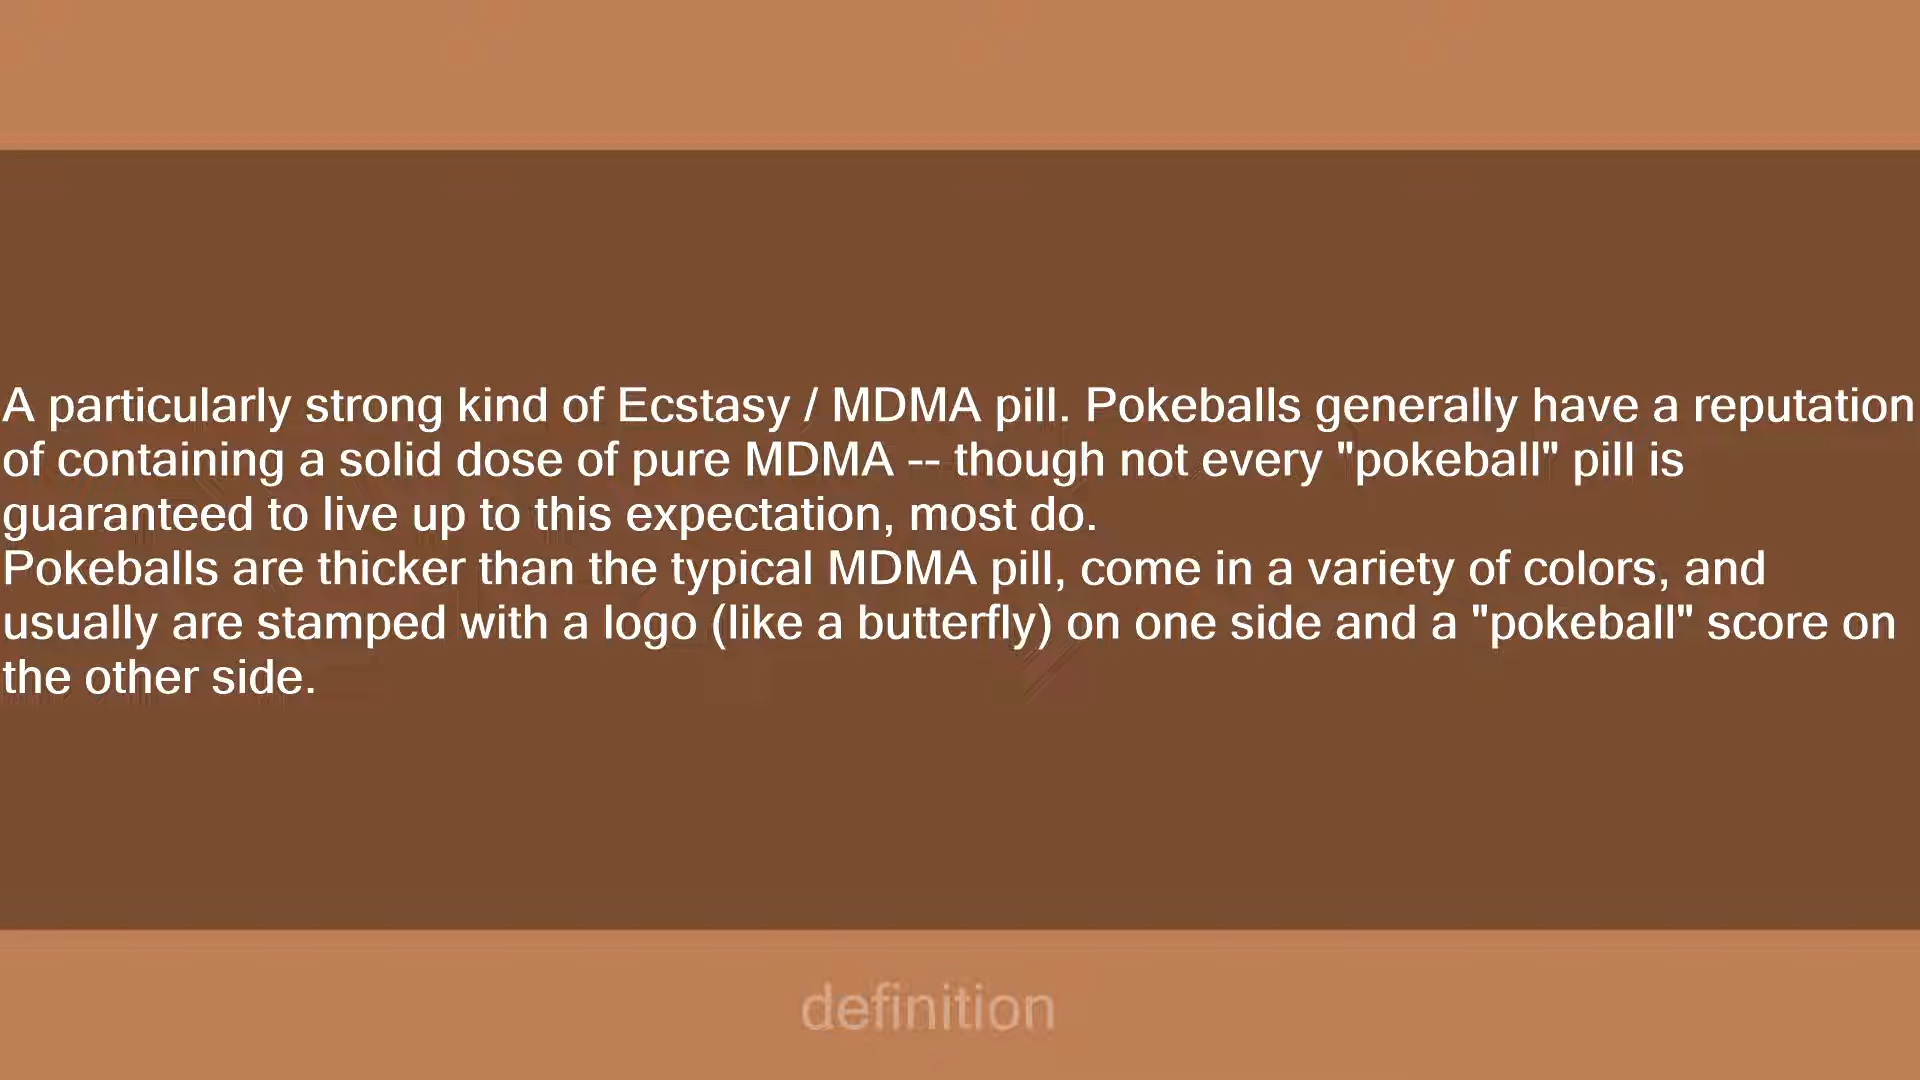 A particularly strong kind of Ecstasy / MDMA pill. Pokeballs generally have a reputation
of containing a solid dose of pure MDMA -- though not every "pokeball" pill is
guaranteed to live up to this expectation, most do.
Pokeballs are thicker than the typical MDMA pill, come in a variety of colors, and
usually are stamped with a logo (like a butterfly) on one side and a "pokeball" score on
the other side.
definition